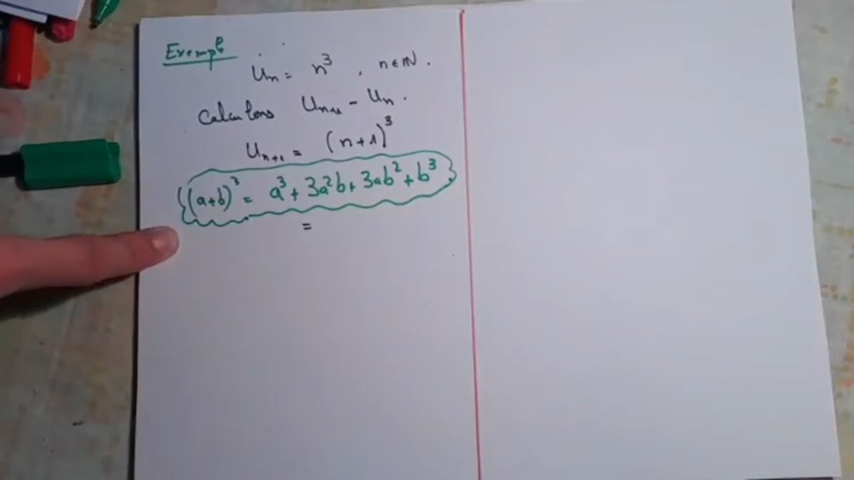 Exemple
Uₙ = n³ , n ∈ ℕ.
Calculons Uₙ₊₁ - Uₙ.
Uₙ₊₁ = (n+1)³
(a+b)³ = a³ + 3a²b + 3ab² + b³
=